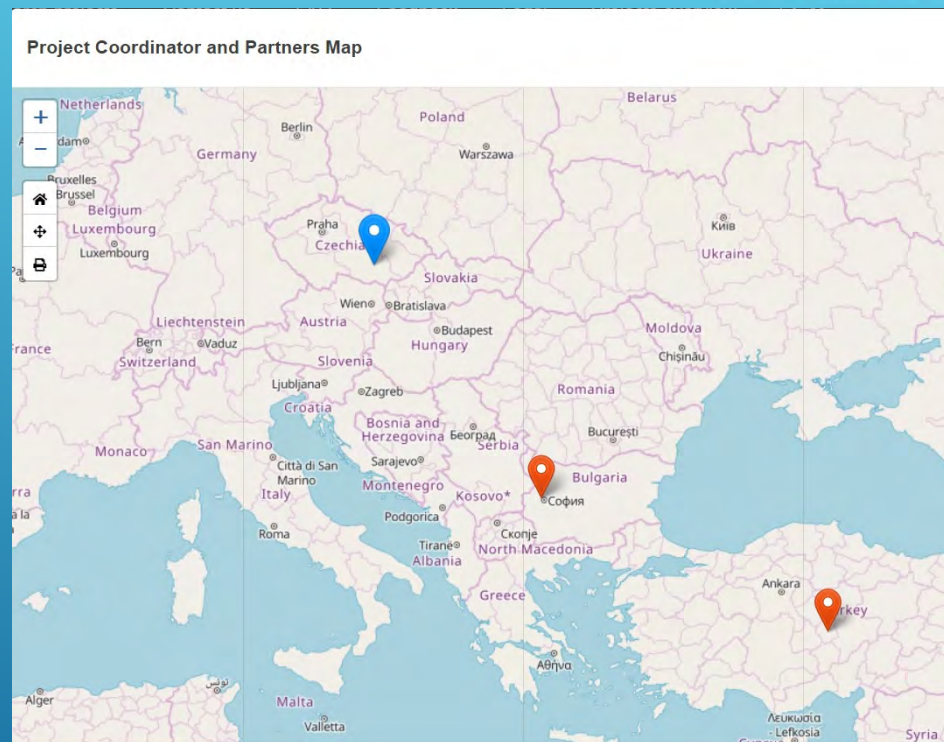 Project Coordinator and Partners Map
+
−
Netherlands
Belarus
Poland
Berlin
Warszawa
Germany
Bruxelles
Brussel
Belgium
Luxembourg
Luxembourg
Praha
Czechia
Київ
Ukraine
Slovakia
Wien
Bratislava
Liechtenstein
Austria
Bern
Vaduz
Switzerland
Budapest
Hungary
Moldova
Chișinău
Slovenia
Ljubljana
Zagreb
Croatia
Romania
Bosnia and
Herzegovina
Београд
Serbia
București
Monaco
San Marino
Città di San
Marino
Sarajevo
Italy
Montenegro
Kosovo*
Bulgaria
София
Podgorica
Roma
Скопје
Tiranë
North Macedonia
Albania
Ankara
Greece
Αθήνα
تونس
Alger
Malta
Valletta
Λευκωσία
- Lefkosia
Syria